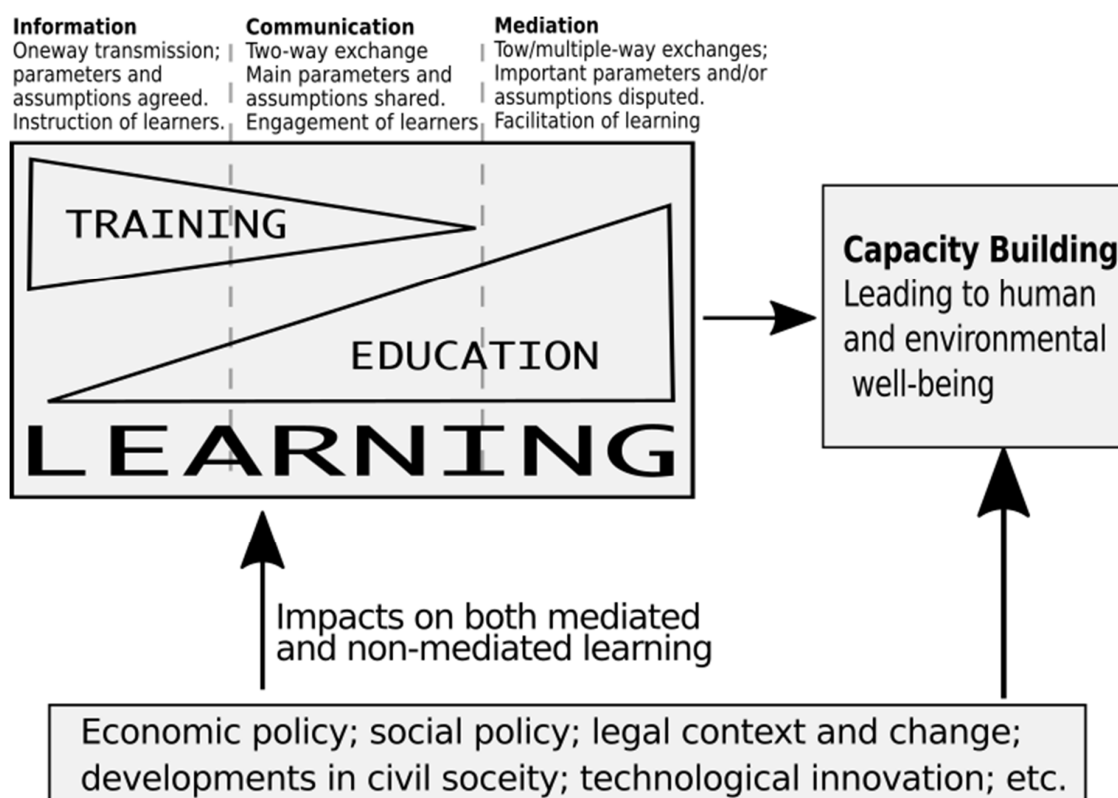 Information
Oneway transmission;
parameters and
assumptions agreed.
Instruction of learners.
Communication
Two-way exchange
Main parameters and
assumptions shared.
Engagement of learners
Mediation
Tow/multiple-way exchanges;
Important parameters and/or
assumptions disputed.
Facilitation of learning
TRAINING
EDUCATION
LEARNING
Capacity Building
Leading to human
and environmental
well-being
Impacts on both mediated
and non-mediated learning
Economic policy; social policy; legal context and change;
developments in civil soceity; technological innovation; etc.